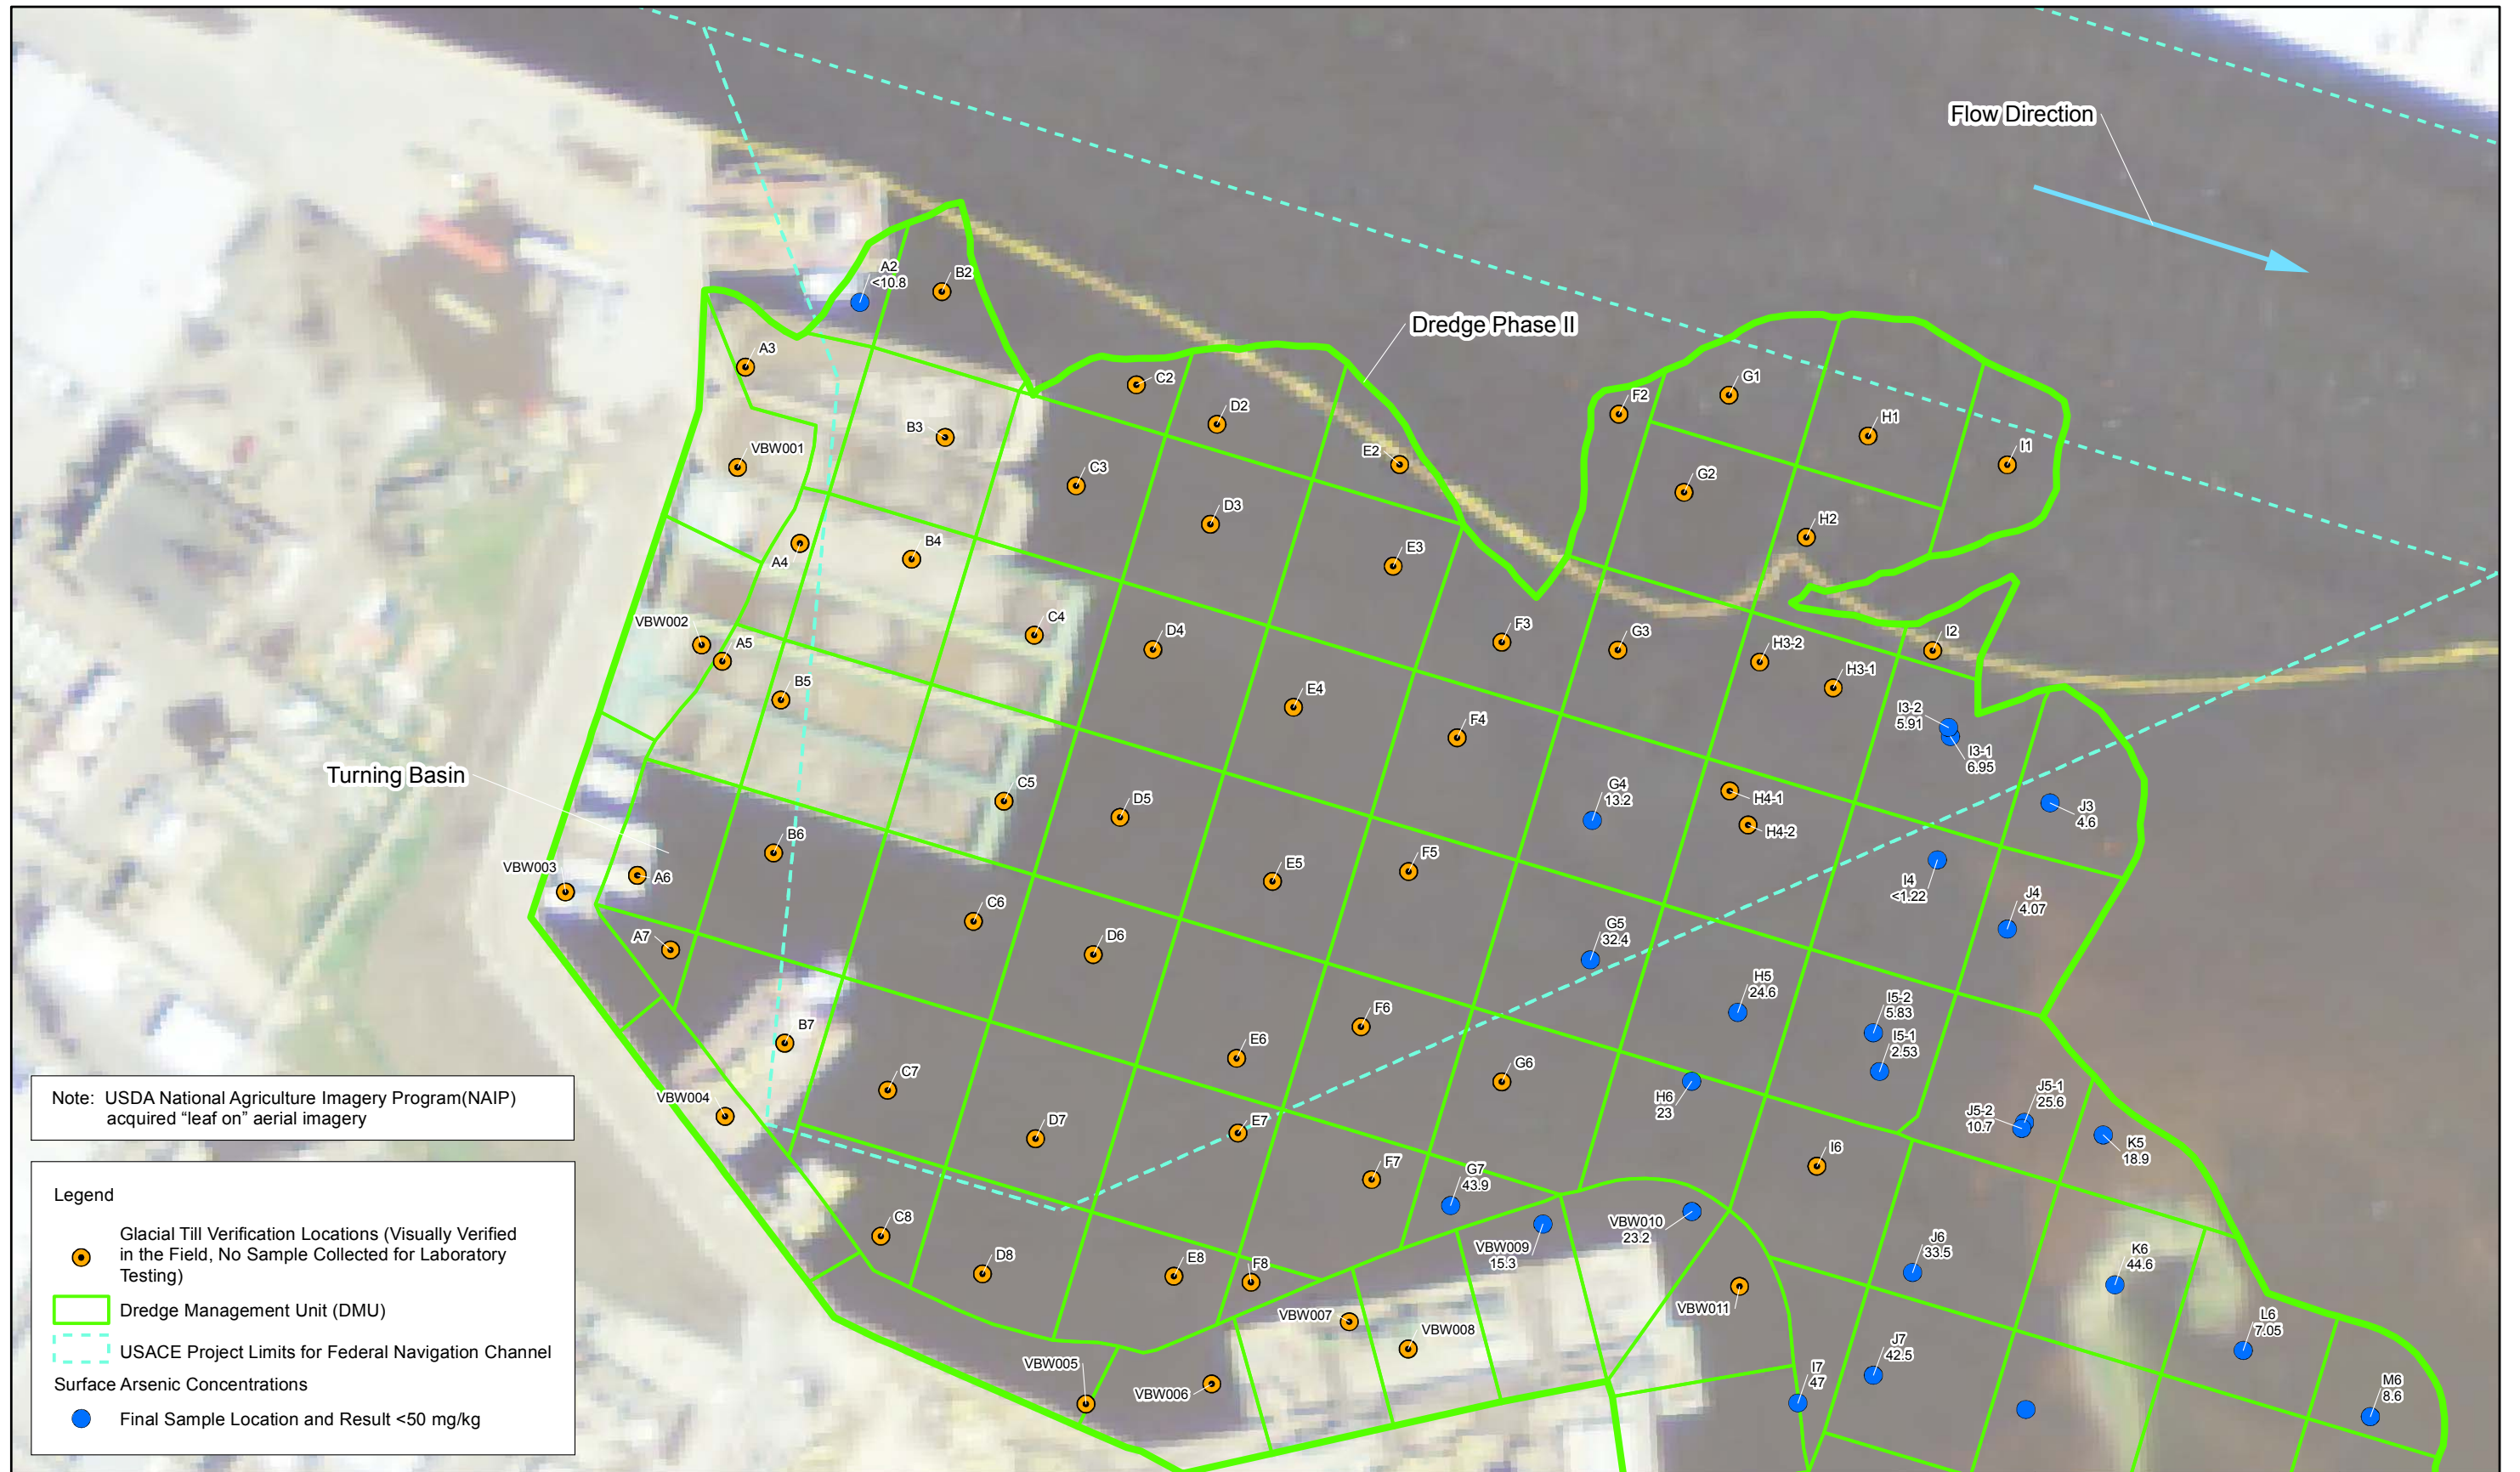 Flow Direction
Dredge Phase II
Turning Basin
A2
<10.8
B2
A3
C2
D2
E2
F2
G1
H1
I1
VBW001
B3
C3
D3
G2
H2
A4
B4
E3
VBW002
A5
C4
D4
F3
G3
H3-2
H3-1
I2
B5
E4
F4
I3-2
5.91
I3-1
6.95
C5
D5
G4
13.2
H4-1
H4-2
J3
4.6
VBW003
A6
B6
E5
F5
I4
<1.22
J4
4.07
A7
C6
D6
G5
32.4
H5
24.6
I5-2
5.83
I5-1
2.53
B7
E6
F6
G6
H6
23
J5-1
25.6
J5-2
10.7
K5
18.9
VBW004
C7
D7
E7
F7
G7
43.9
I6
C8
D8
E8
F8
VBW009
15.3
VBW010
23.2
VBW011
J6
33.5
K6
44.6
L6
7.05
VBW007
VBW008
VBW005
VBW006
I7
47
J7
42.5
M6
8.6
Note: USDA National Agriculture Imagery Program(NAIP)
acquired “leaf on” aerial imagery
Legend
Glacial Till Verification Locations (Visually Verified
in the Field, No Sample Collected for Laboratory
Testing)
Dredge Management Unit (DMU)
USACE Project Limits for Federal Navigation Channel
Surface Arsenic Concentrations
Final Sample Location and Result <50 mg/kg